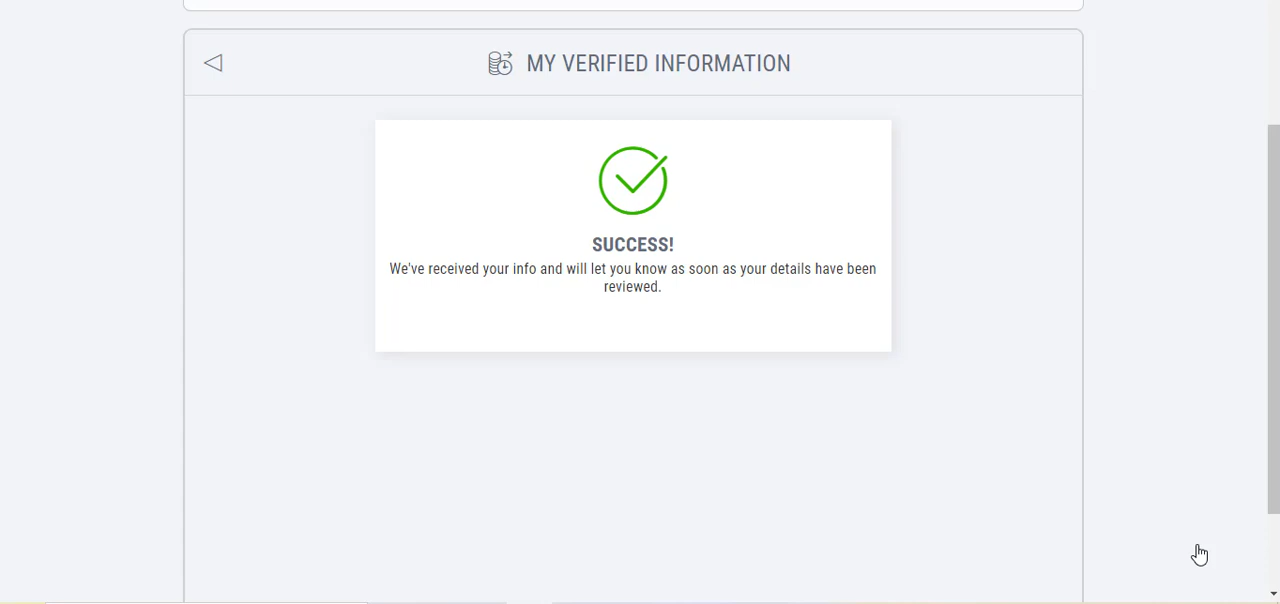 MY VERIFIED INFORMATION
SUCCESS!
We've received your info and will let you know as soon as your details have been
reviewed.